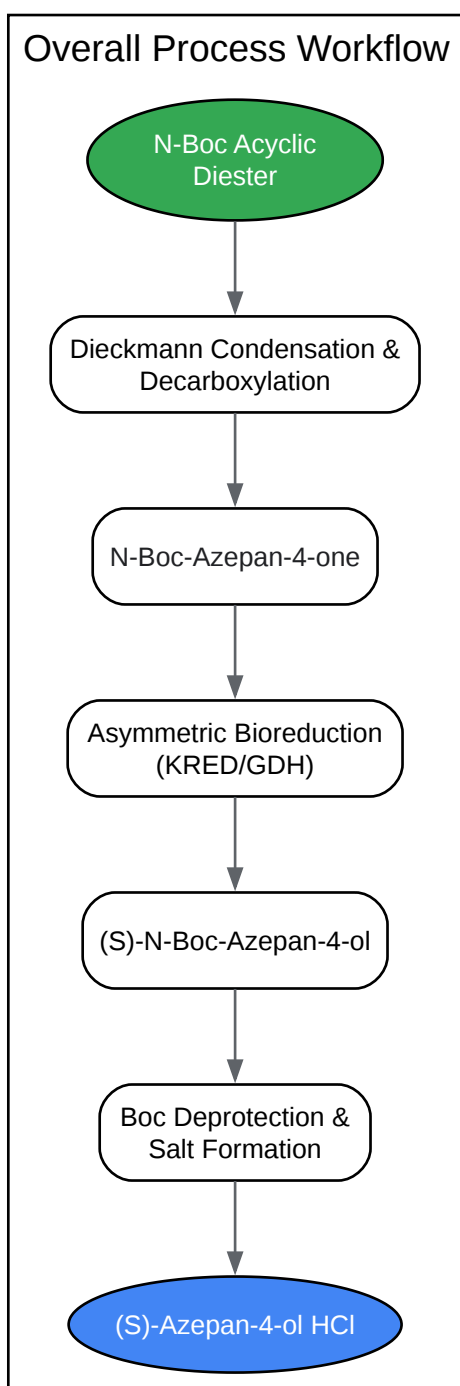 Overall Process Workflow
N-Boc Acyclic
Diester
Dieckmann Condensation &
Decarboxylation
N-Boc-Azepan-4-one
Asymmetric Bioreduction
(KRED/GDH)
(S)-N-Boc-Azepan-4-ol
Boc Deprotection &
Salt Formation
(S)-Azepan-4-ol HCl